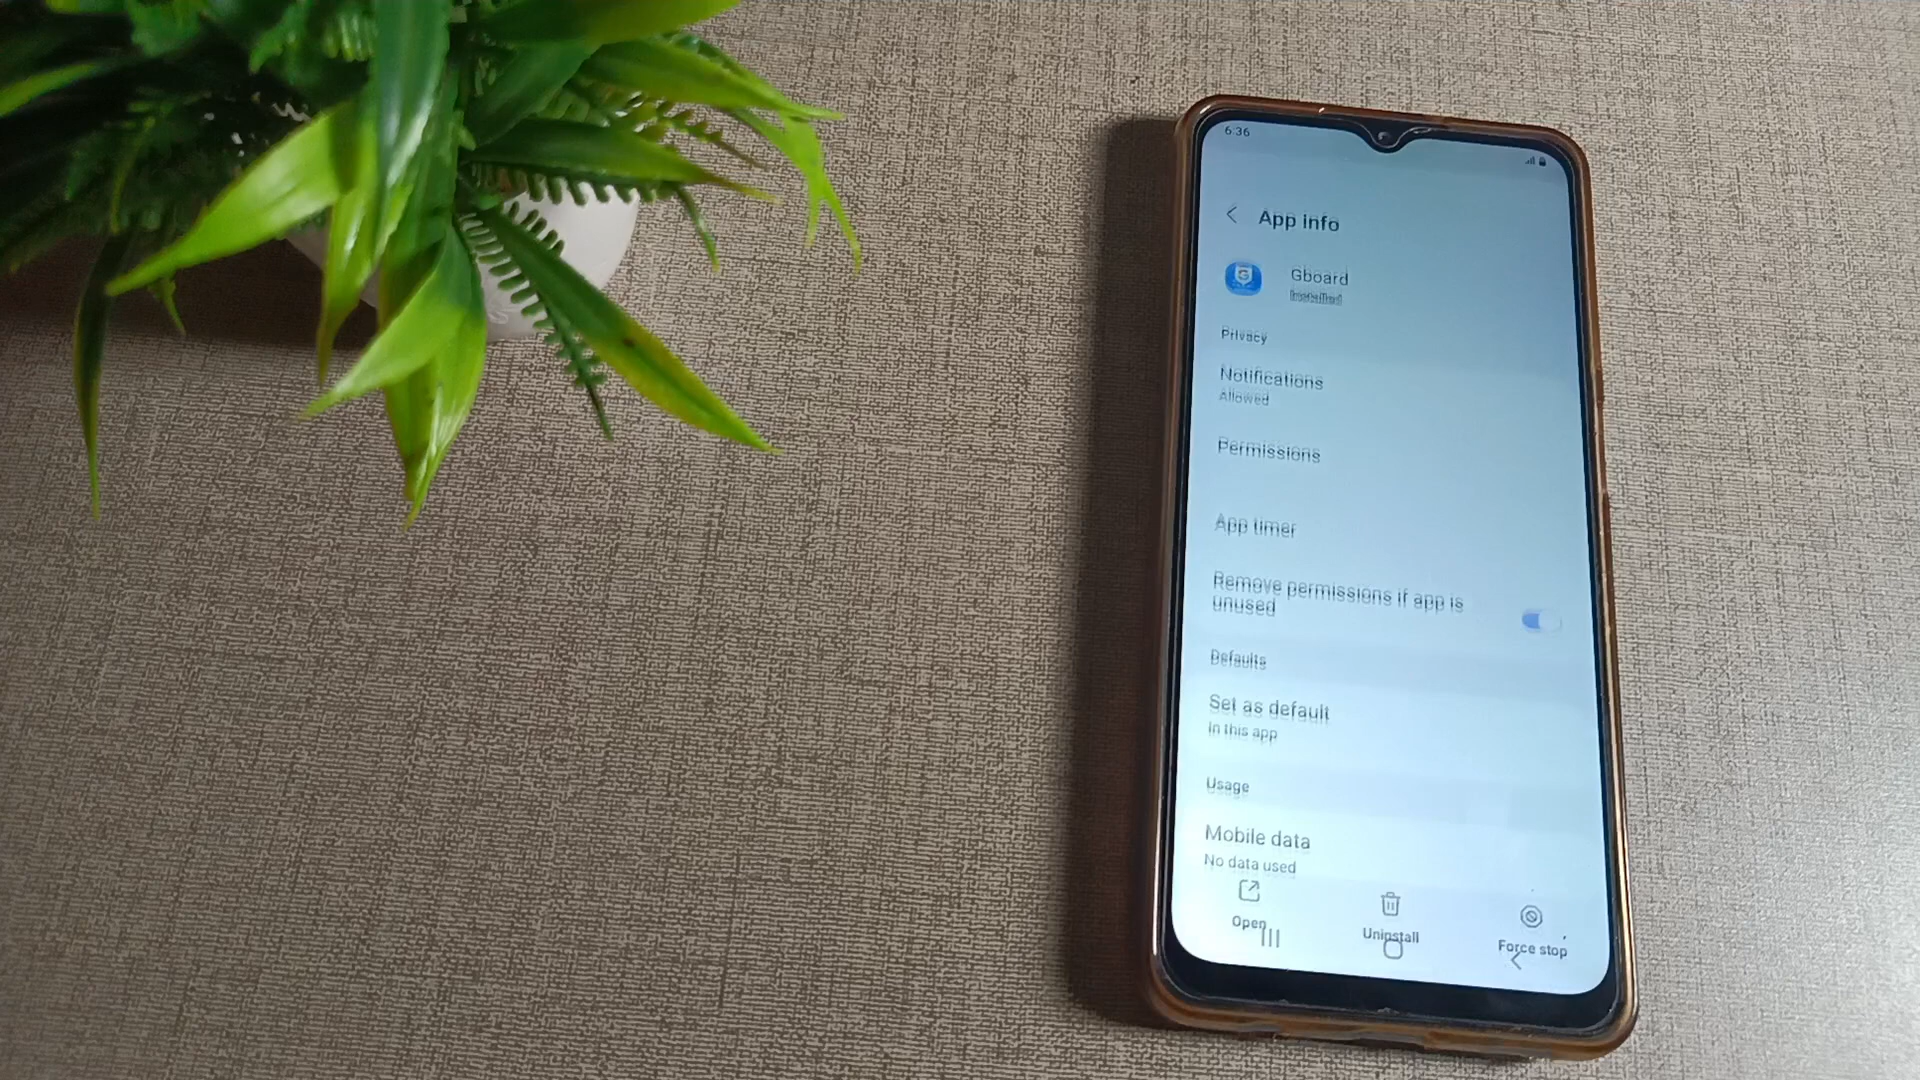 6:36
App info
Gboard
Installed
Privacy
Notifications
Allowed
Permissions
App timer
Remove permissions if app is
unused
Defaults
Set as default
In this app
Usage
Mobile data
No data used
Open
Uninstall
Force stop